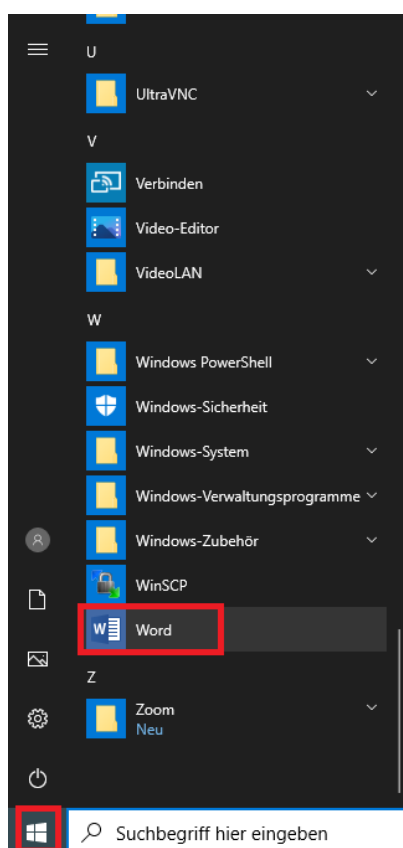 U
UltraVNC
V
Verbinden
Video-Editor
VideoLAN
W
Windows PowerShell
Windows-Sicherheit
Windows-System
Windows-Verwaltungsprogramme
Windows-Zubehör
WinSCP
W Word
Z
Zoom
Neu
Suchbegriff hier eingeben